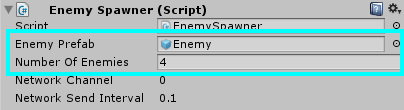 Enemy Spawner (Script)
Script EnemySpawner
Enemy Prefab Enemy
Number Of Enemies 4
Network Channel 0
Network Send Interval 0.1